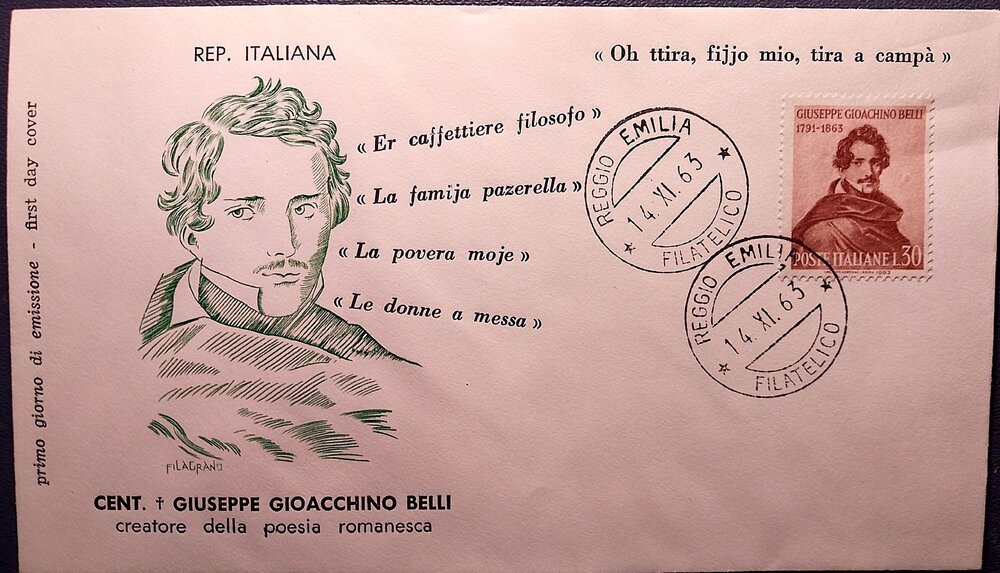 REP. ITALIANA
« Oh ttira, fijjo mio, tira a campà »
primo giorno di emissione - first day cover
« Er caffettiere filosofo »
« La famija pazerella »
« La povera moje »
« Le donne a messa »
REGGIO EMILIA
14. XI. 63
FILATELICO
GIUSEPPE GIOACHINO BELLI
1791-1863
POSTE ITALIANE L.30
REGGIO EMILIA
14. XI. 63
FILATELICO
FILAGRANO
CENT. † GIUSEPPE GIOACCHINO BELLI
creatore della poesia romanesca